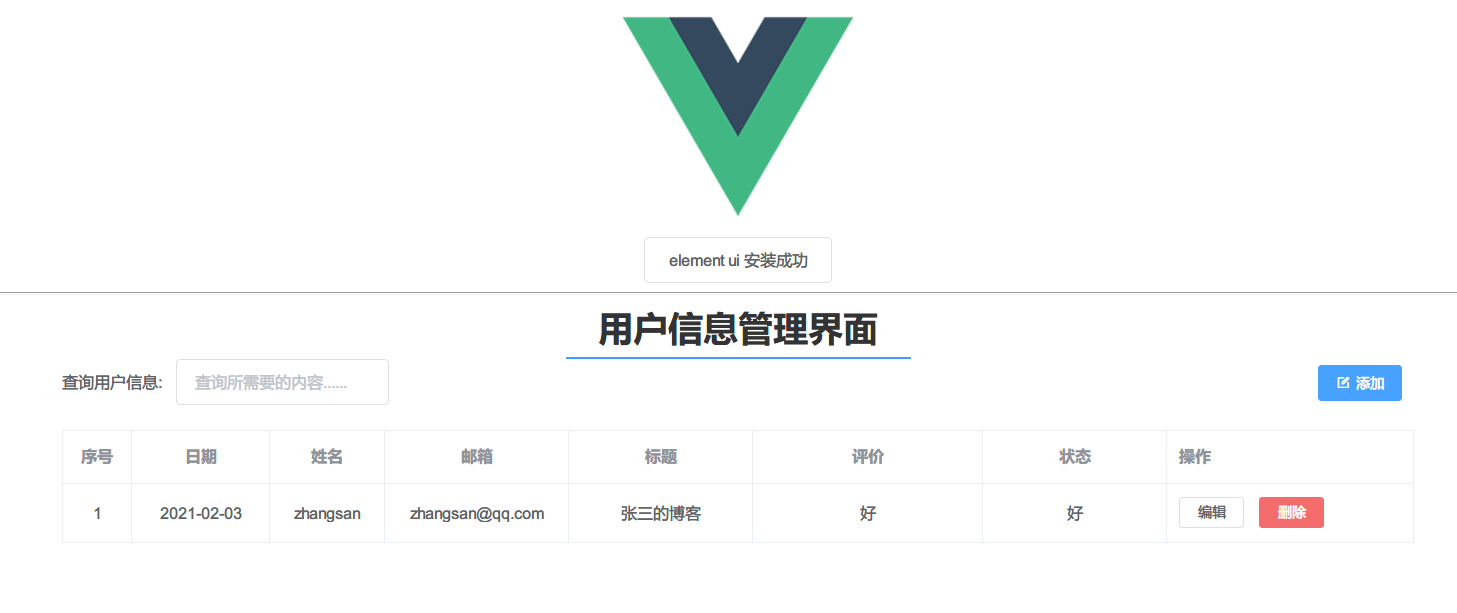 element ui 安装成功
用户信息管理界面
查询用户信息: 查询所需要的内容...... 添加
序号 日期 姓名 邮箱 标题 评价 状态 操作
1 2021-02-03 zhangsan zhangsan@qq.com 张三的博客 好 好 编辑 删除